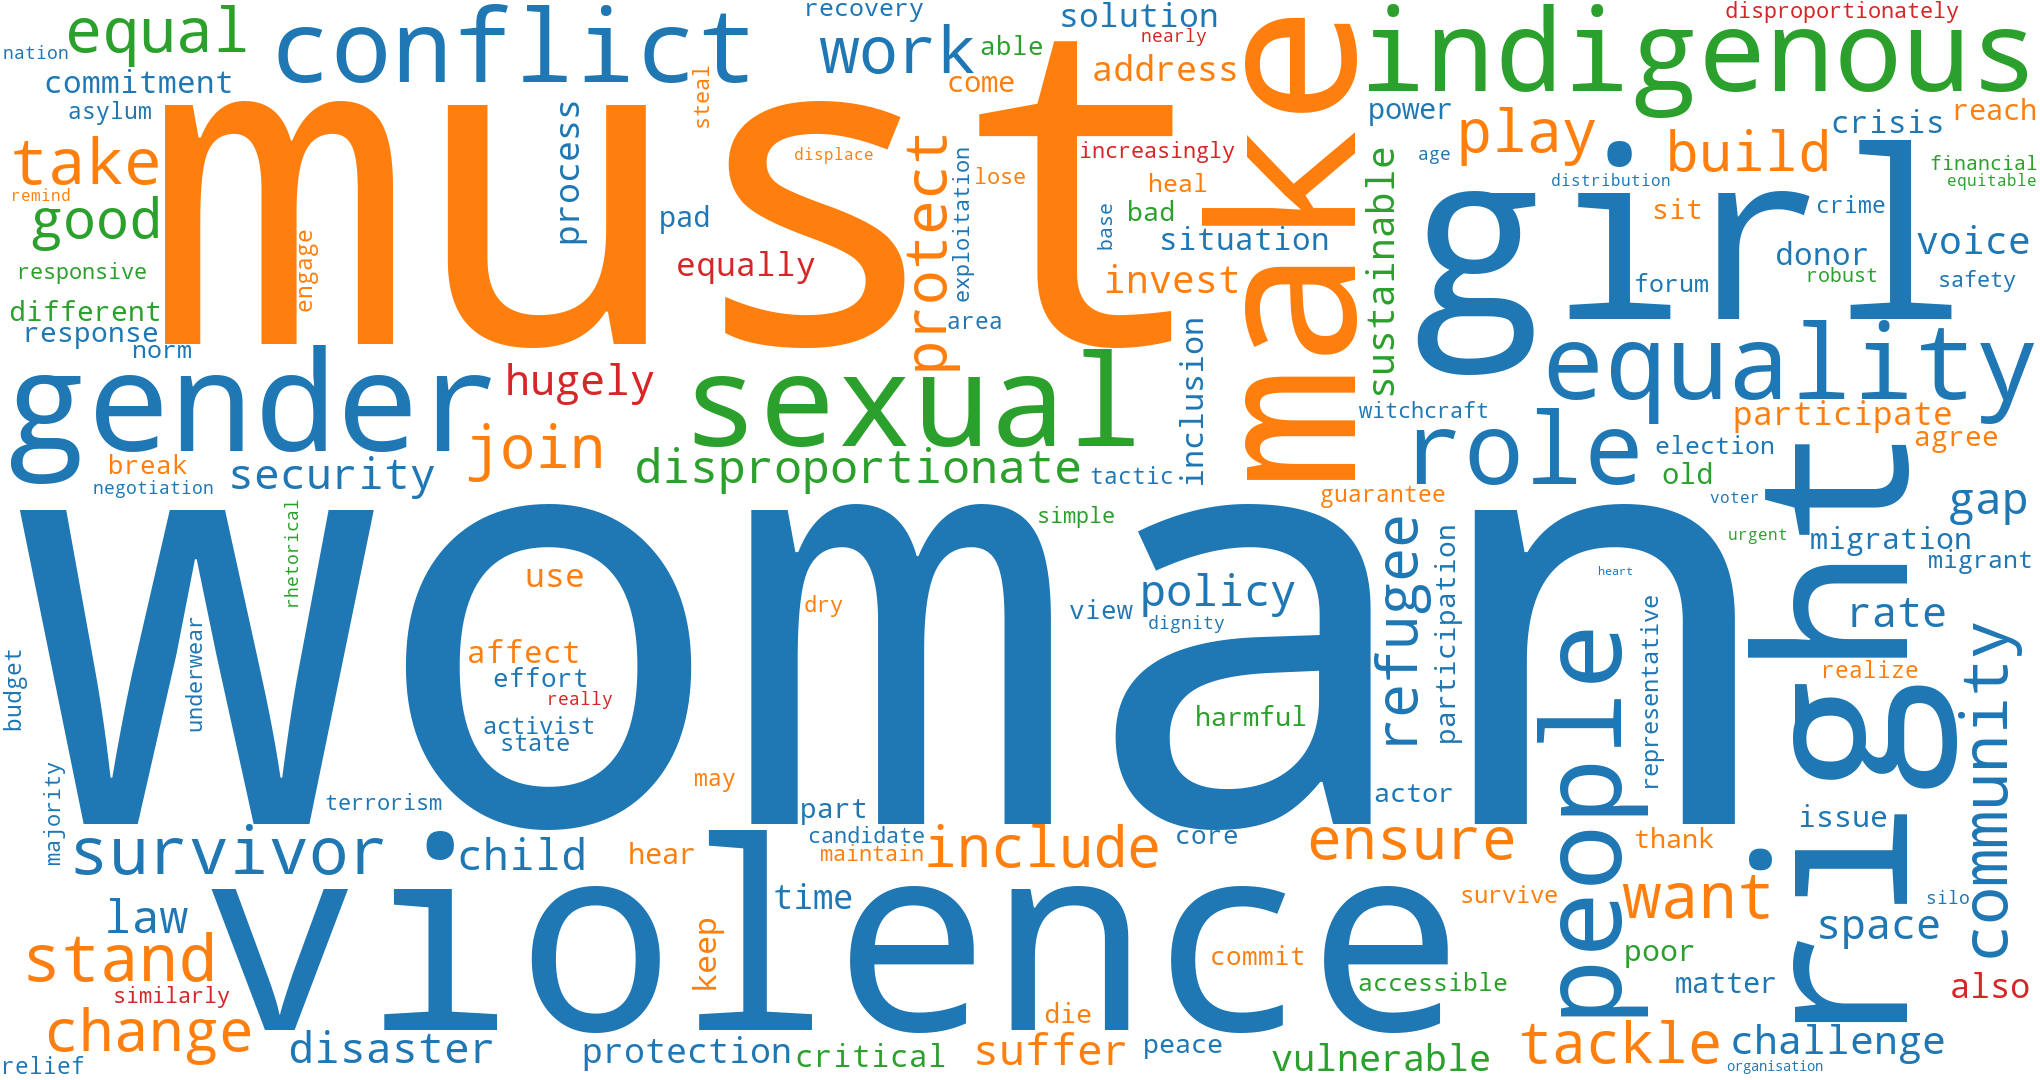 equal
conflict
recovery
work
solution
nearly
able
address
come
make
indigenous
disproportionately
nation
commitment
asylum
steal
process
must
displace
protect
exploitation
increasingly
lose
heal
bad
base
situation
invest
power
play
age
build
crisis
reach
financial
equitable
distribution
sit
crime
girl
donor
voice
forum
robust
safety
sustainable
take
remind
good
responsive
engage
different
response
norm
pad
equally
area
inclusion
gender
hugely
sexual
equality
witchcraft
participate
role
election
agree
old
break
negotiation
security
join
disproportionate
tactic
guarantee
voter
gap
urgent
migration
migrant
simple
rhetorical
woman
use
affect
effort
really
activist
state
dry
view
policy
dignity
refugee
participation
heart
representative
people
right
rate
realize
community
harmful
underwear
budget
majority
terrorism
may
part
candidate
maintain
core
actor
include
ensure
thank
issue
survivor
child
hear
violence
time
survive
want
silo
space
law
stand
similarly
change
keep
commit
accessible
poor
matter
also
relief
disaster
protection
critical
die
suffer
peace
vulnerable
tackle
challenge
organisation